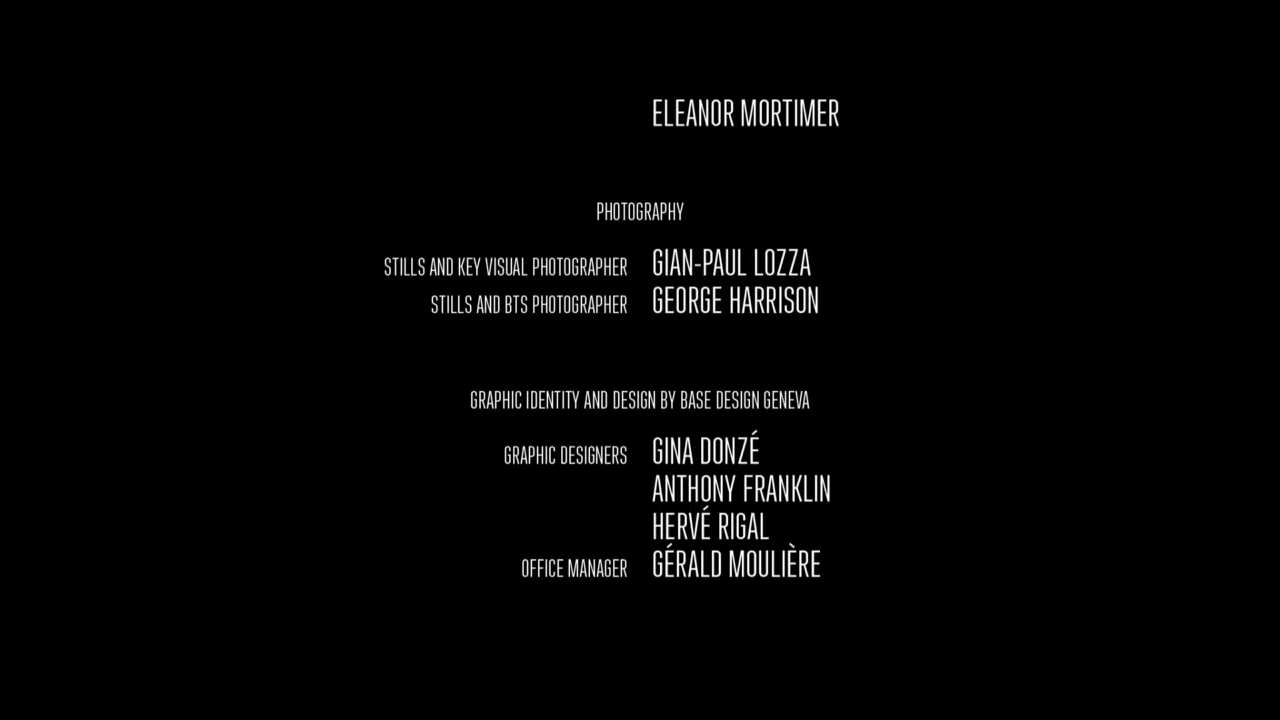 ELEANOR MORTIMER
PHOTOGRAPHY
STILLS AND KEY VISUAL PHOTOGRAPHER GIAN-PAUL LOZZA
STILLS AND BTS PHOTOGRAPHER GEORGE HARRISON
GRAPHIC IDENTITY AND DESIGN BY BASE DESIGN GENEVA
GRAPHIC DESIGNERS GINA DONZÉ
ANTHONY FRANKLIN
HERVÉ RIGAL
OFFICE MANAGER GÉRALD MOULIÈRE